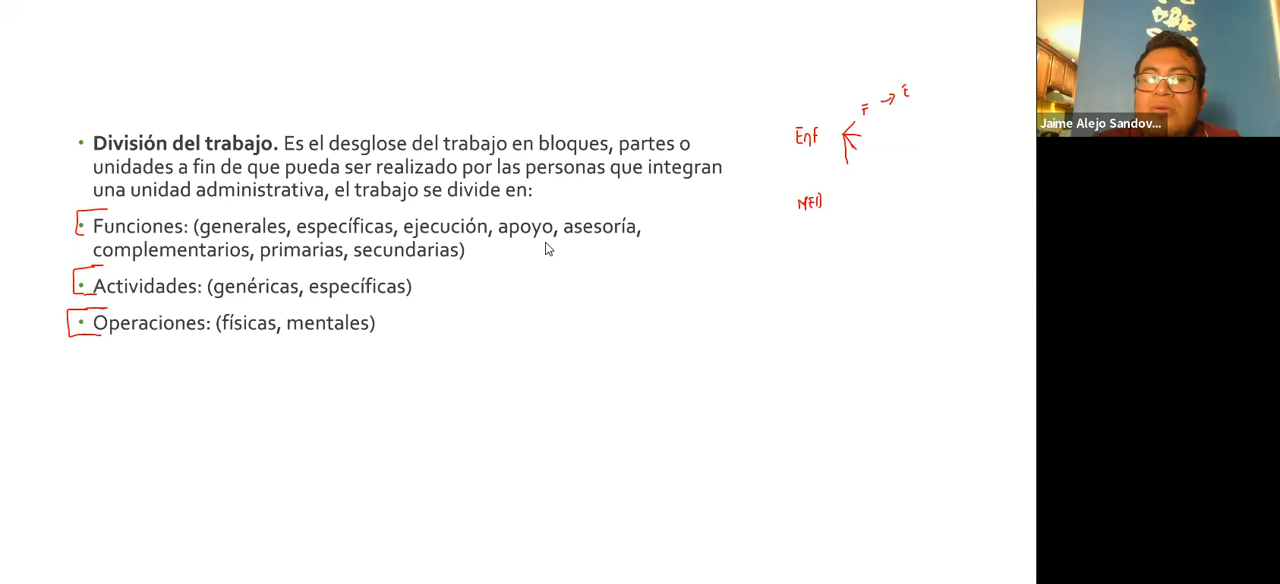 • División del trabajo. Es el desglose del trabajo en bloques, partes o
unidades a fin de que pueda ser realizado por las personas que integran
una unidad administrativa, el trabajo se divide en:
• Funciones: (generales, específicas, ejecución, apoyo, asesoría,
complementarios, primarias, secundarias)
• Actividades: (genéricas, específicas)
• Operaciones: (físicas, mentales)
Enf
F → E
MED
Jaime Alejo Sandov...